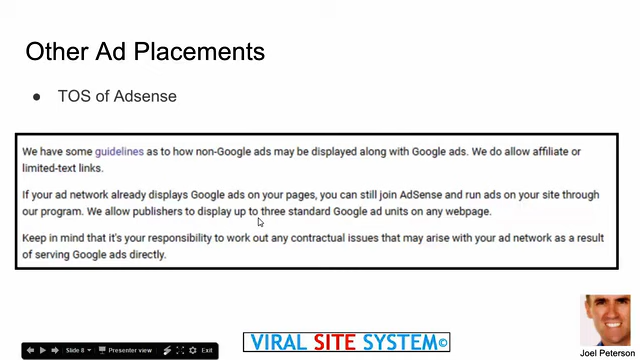 Other Ad Placements
● TOS of Adsense
We have some guidelines as to how non-Google ads may be displayed along with Google ads. We do allow affiliate or
limited-text links.
If your ad network already displays Google ads on your pages, you can still join AdSense and run ads on your site through
our program. We allow publishers to display up to three standard Google ad units on any webpage.
Keep in mind that it's your responsibility to work out any contractual issues that may arise with your ad network as a result
of serving Google ads directly.
Joel Peterson
Slide 8 Presenter view Exit
VIRAL SITE SYSTEM©